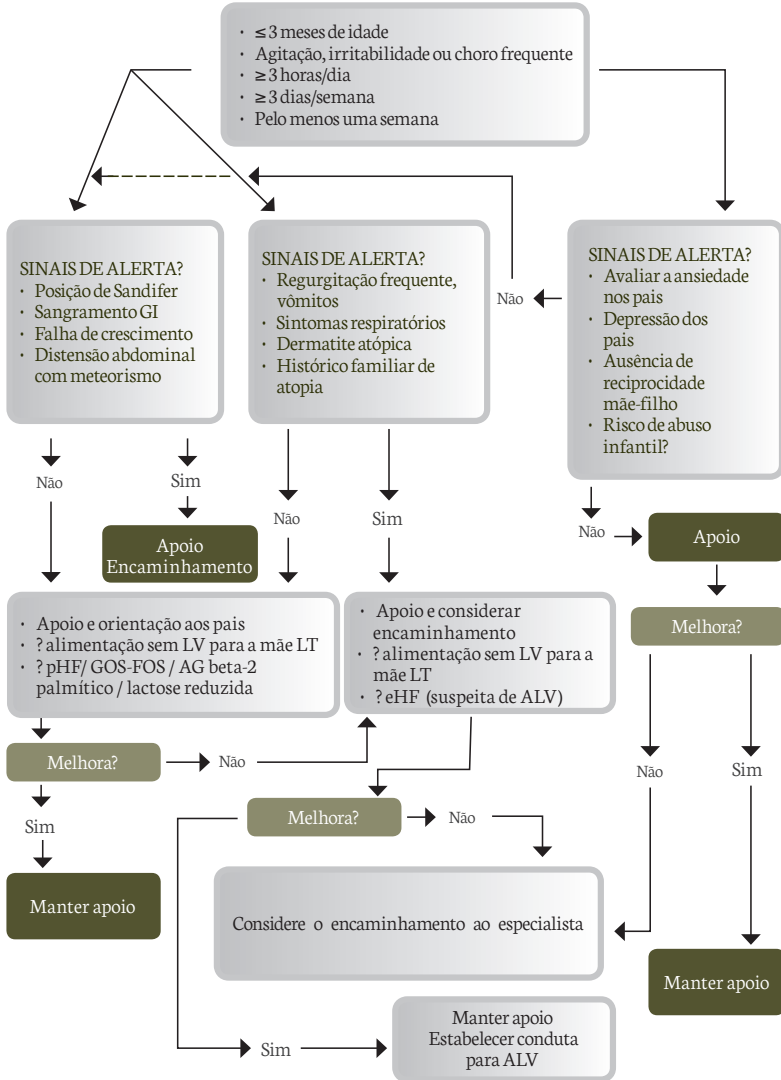 · ≤ 3 meses de idade
· Agitação, irritabilidade ou choro frequente
· ≥ 3 horas/dia
· ≥ 3 dias/semana
· Pelo menos uma semana
SINAIS DE ALERTA?
· Posição de Sandifer
· Sangramento GI
· Falha de crescimento
· Distensão abdominal
com meteorismo
SINAIS DE ALERTA?
· Regurgitação frequente,
vômitos
· Sintomas respiratórios
· Dermatite atópica
· Histórico familiar de
atopia
Não
SINAIS DE ALERTA?
· Avaliar a ansiedade
nos pais
· Depressão dos
pais
· Ausência de
reciprocidade
mãe-filho
· Risco de abuso
infantil?
Não
Sim
Não
Sim
Não
Apoio
Encaminhamento
Apoio
· Apoio e orientação aos pais
· ? alimentação sem LV para a mãe LT
· ? pHF/ GOS-FOS / AG beta-2
palmítico / lactose reduzida
· Apoio e considerar
encaminhamento
· ? alimentação sem LV para a
mãe LT
· ? eHF (suspeita de ALV)
Melhora?
Melhora?
Não
Não
Sim
Melhora?
Não
Sim
Manter apoio
Considere o encaminhamento ao especialista
Manter apoio
Sim
Manter apoio
Estabelecer conduta
para ALV